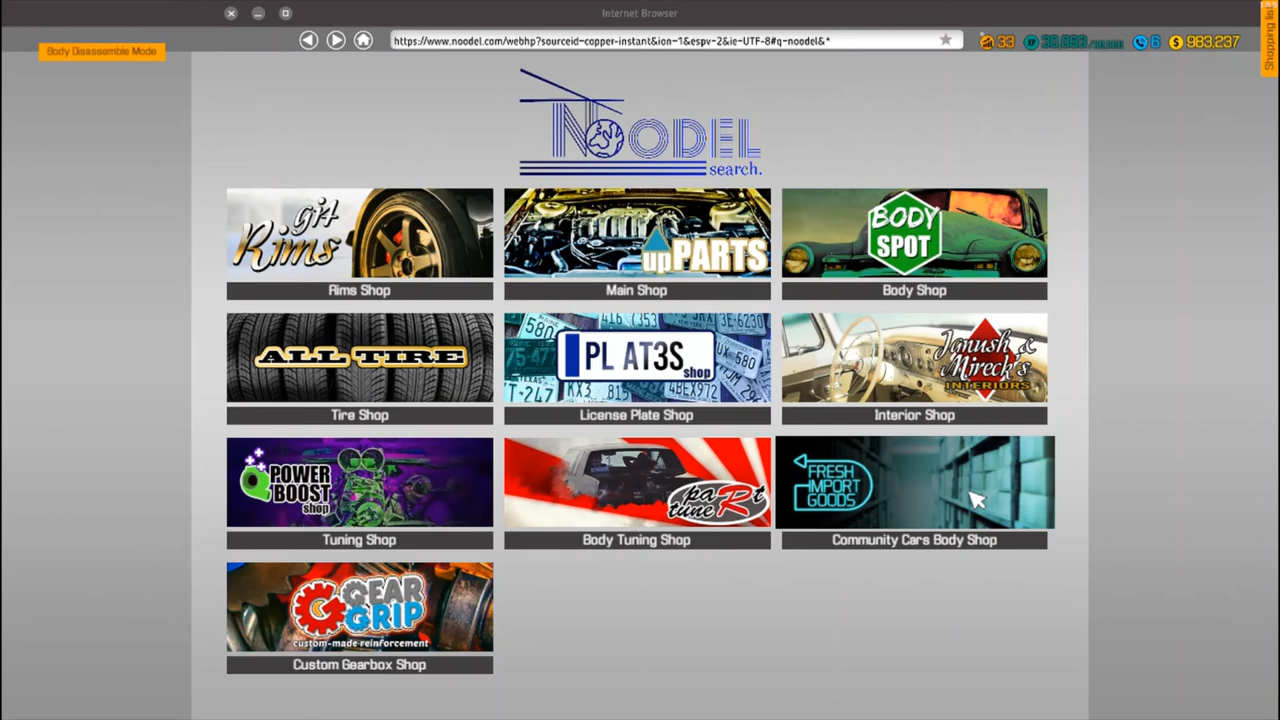 Internet Browser
Body Disassemble Mode
https://www.noodel.com/webhp?sourceid-copper-instant&ion-1&espv-2&ie-UTF-8#q-noodel&*
33
6
983.237
Shopping list
NOODEL
search.
gi4
Rims
upPARTS
BODY
SPOT
Rims Shop
Main Shop
Body Shop
ALL TIRE
PL AT3S
shop
Janush &
Mireck's
INTERIORS
Tire Shop
License Plate Shop
Interior Shop
POWER
BOOST
shop
paRt
tune
FRESH
IMPORT
GOODS
Tuning Shop
Body Tuning Shop
Community Cars Body Shop
GEAR
GRIP
custom-made reinforcement
Custom Gearbox Shop